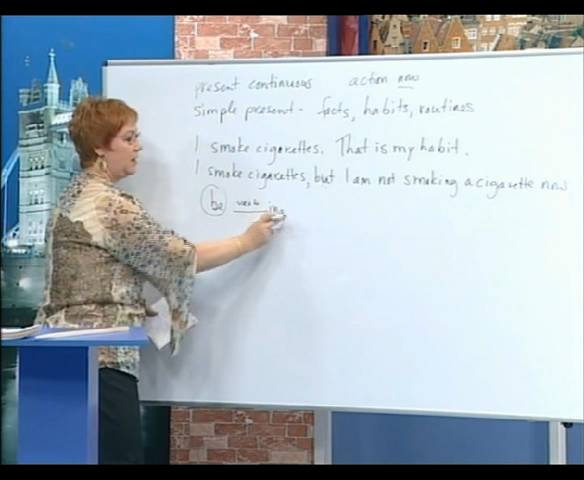 present continuous action now
simple present - facts, habits, routines
I smoke cigarettes. That is my habit.
I smoke cigarettes, but I am not smoking a cigarette now
be verb ing